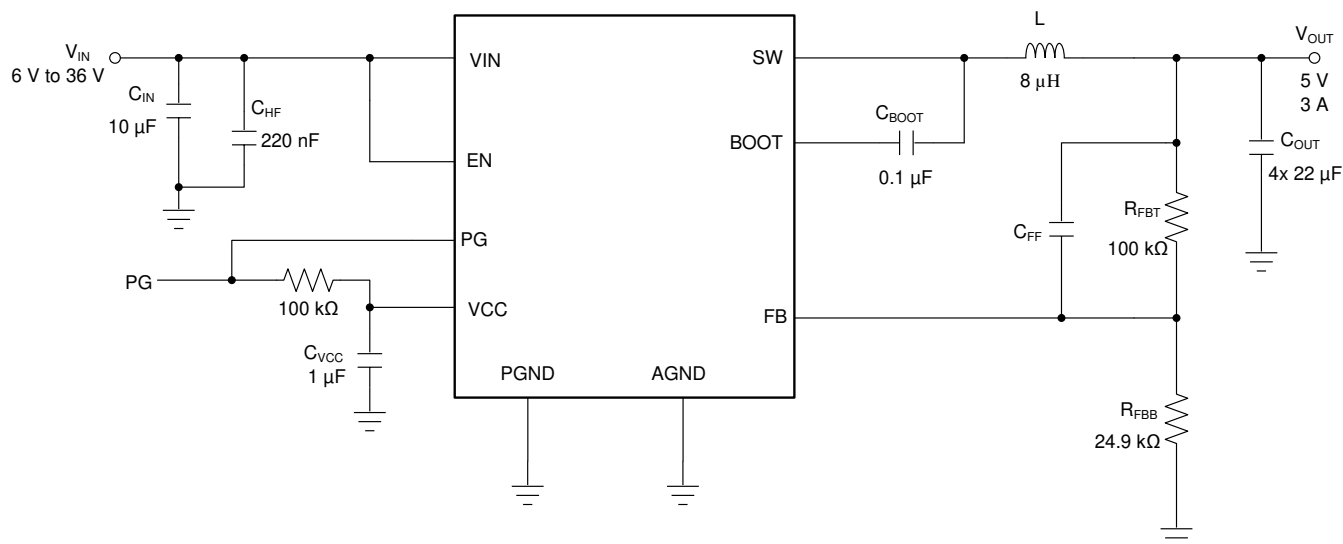 V_IN
6 V to 36 V
C_IN
10 µF
C_HF
220 nF
VIN
EN
PG
VCC
PG
100 kΩ
C_VCC
1 µF
PGND
AGND
SW
BOOT
FB
C_BOOT
0.1 µF
L
8 µH
C_FF
R_FBT
100 kΩ
R_FBB
24.9 kΩ
V_OUT
5 V
3 A
C_OUT
4x 22 µF